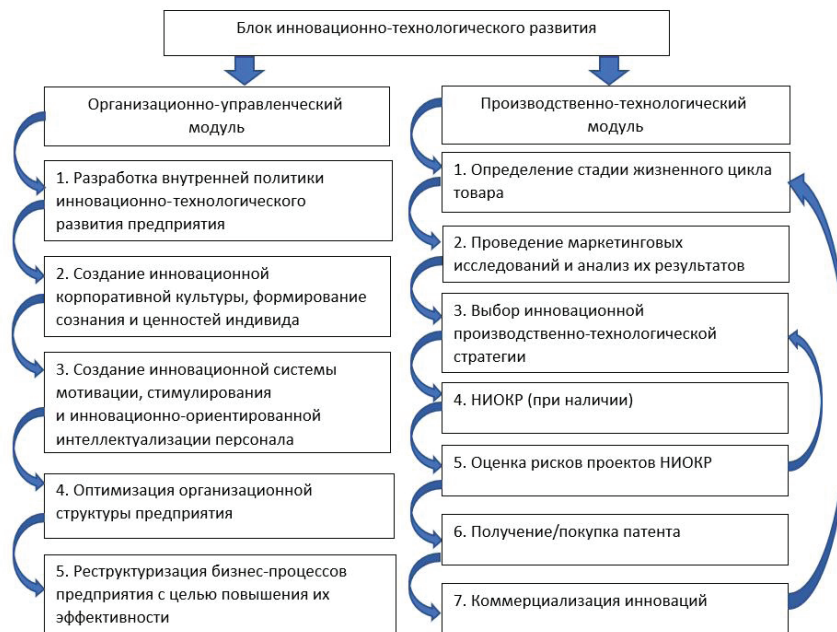 Блок инновационно-технологического развития
Организационно-управленческий
модуль
1. Разработка внутренней политики
инновационно-технологического
развития предприятия
2. Создание инновационной
корпоративной культуры, формирование
сознания и ценностей индивида
3. Создание инновационной системы
мотивации, стимулирования
и инновационно-ориентированной
интеллектуализации персонала
4. Оптимизация организационной
структуры предприятия
5. Реструктуризация бизнес-процессов
предприятия с целью повышения их
эффективности
Производственно-технологический
модуль
1. Определение стадии жизненного цикла
товара
2. Проведение маркетинговых
исследований и анализ их результатов
3. Выбор инновационной
производственно-технологической
стратегии
4. НИОКР (при наличии)
5. Оценка рисков проектов НИОКР
6. Получение/покупка патента
7. Коммерциализация инноваций